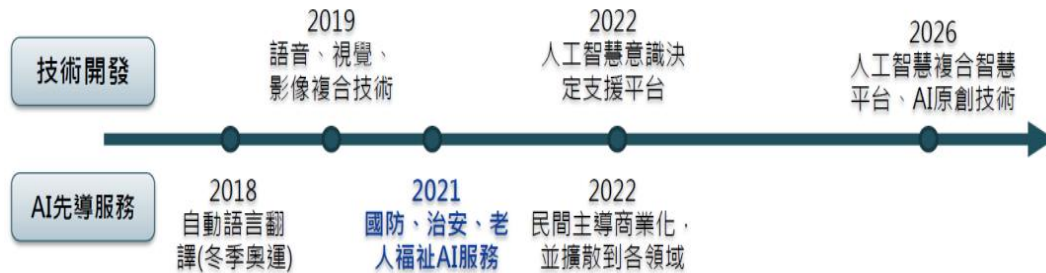 技術開發
2019
語音、視覺、
影像複合技術
2022
人工智慧意識決
定支援平台
2026
人工智慧複合智慧
平台、AI原創技術
AI先導服務
2018
自動語言翻
譯(冬季奧運)
2021
國防、治安、老
人福祉AI服務
2022
民間主導商業化，
並擴散到各領域